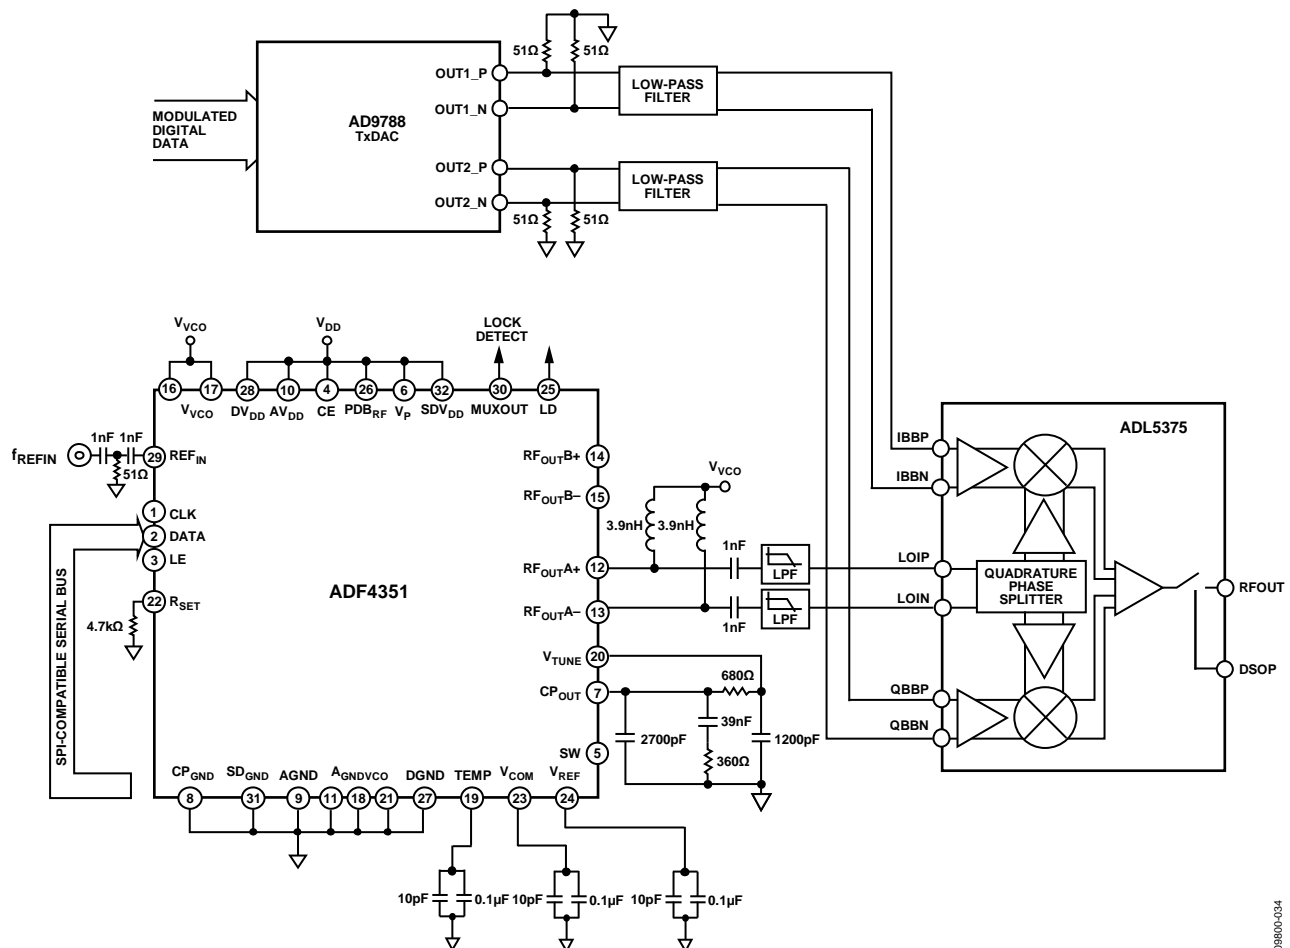 51Ω
51Ω
OUT1_P
OUT1_N
OUT2_P
OUT2_N
AD9788
TxDAC
MODULATED
DIGITAL
DATA
LOW-PASS
FILTER
LOW-PASS
FILTER
51Ω
51Ω
VVCO
VDD
LOCK
DETECT
16
17
28
10
4
26
6
32
30
25
VVCO
DVDD
AVDD
CE
PDBRF
VP
SDVDD
MUXOUT
LD
fREFIN
1nF
1nF
51Ω
29
REFIN
1
CLK
2
DATA
3
LE
22
RSET
4.7kΩ
SPI-COMPATIBLE SERIAL BUS
ADF4351
RFOUTB+
14
RFOUTB−
15
RFOUTA+
12
RFOUTA−
13
VTUNE
20
CPOUT
7
SW
5
VVCO
3.9nH
3.9nH
1nF
LPF
1nF
LPF
680Ω
39nF
2700pF
1200pF
360Ω
CPGND
SDGND
AGND
AGNDVCO
DGND
TEMP
VCOM
VREF
8
31
9
11
18
21
27
19
23
24
10pF
0.1µF
10pF
0.1µF
10pF
0.1µF
ADL5375
IBBP
IBBN
LOIP
LOIN
QUADRATURE
PHASE
SPLITTER
QBBP
QBBN
RFOUT
DSOP
09800-034